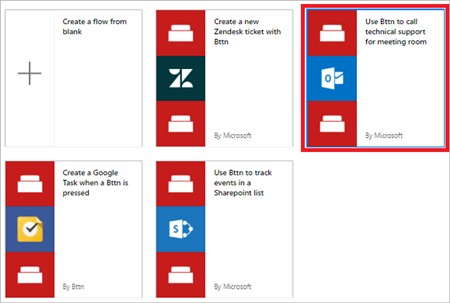 Create a flow from
blank
Create a new
Zendesk ticket with
Bttn
By Microsoft
Use Bttn to call
technical support
for meeting room
By Microsoft
Create a Google
Task when a Bttn is
pressed
By Bttn
Use Bttn to track
events in a
Sharepoint list
By Microsoft